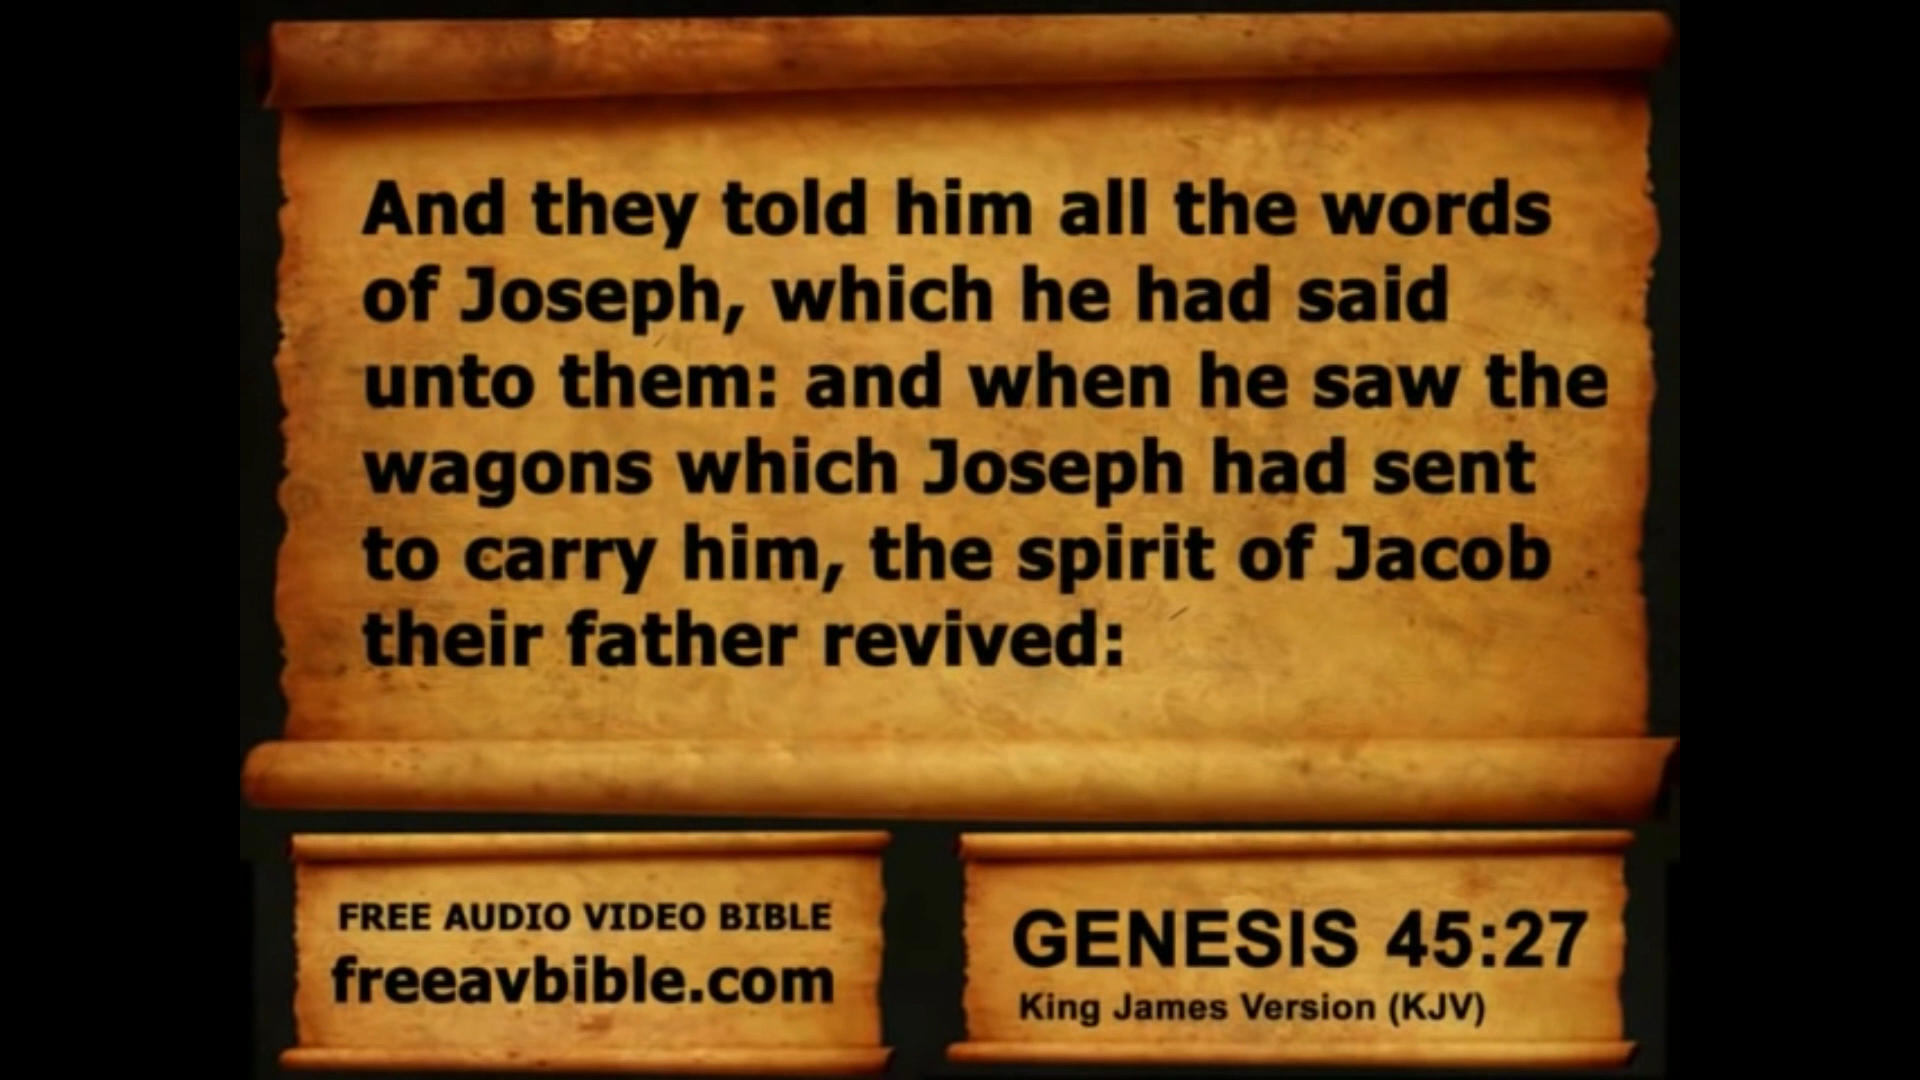 And they told him all the words
of Joseph, which he had said
unto them: and when he saw the
wagons which Joseph had sent
to carry him, the spirit of Jacob
their father revived:
FREE AUDIO VIDEO BIBLE
freeavbible.com
GENESIS 45:27
King James Version (KJV)